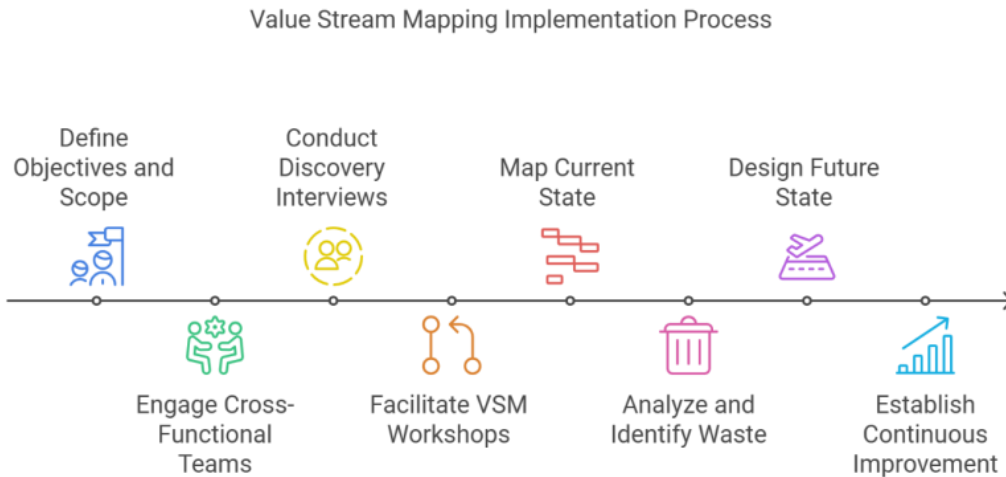 Value Stream Mapping Implementation Process
Define
Objectives and
Scope
Conduct
Discovery
Interviews
Map Current
State
Design Future
State
Engage Cross-
Functional
Teams
Facilitate VSM
Workshops
Analyze and
Identify Waste
Establish
Continuous
Improvement